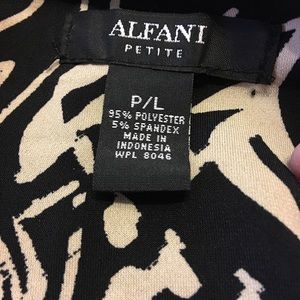 ALFANI
PETITE
P/L
95% POLYESTER
5% SPANDEX
MADE IN
INDONESIA
WPL 8046